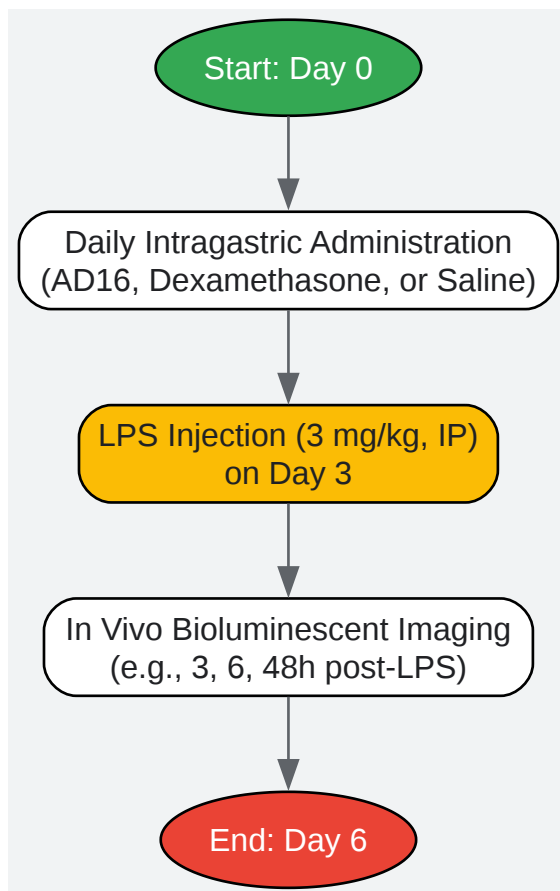 Start: Day 0
Daily Intragastric Administration
(AD16, Dexamethasone, or Saline)
LPS Injection (3 mg/kg, IP)
on Day 3
In Vivo Bioluminescent Imaging
(e.g., 3, 6, 48h post-LPS)
End: Day 6